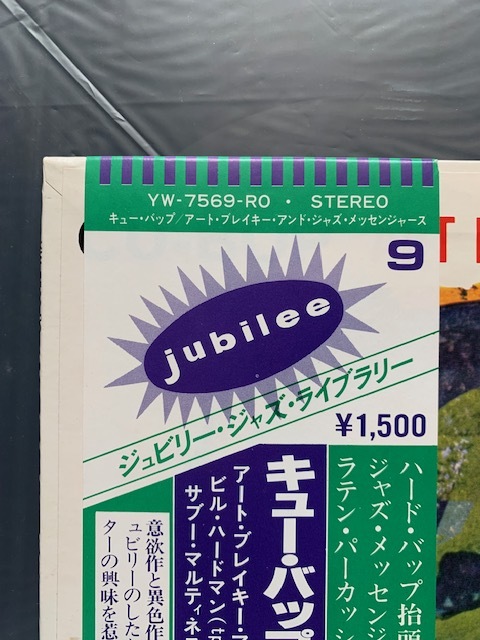 YW-7569-RO・STEREO
キュー・バップ/アート・ブレイキー・アンド・ジャズ・メッセンジャース
9
jubilee
ジュビリー・ジャズ・ライブラリー
¥1,500
ハード・バップ抬頭
ジャズ・メッセンジ
ラテン・パーカッシ
キュー・バップ
アート・ブレイキー・
ビル・ハードマン
サブー・マルティネ
意欲作と異色作
ュビリーのした
ターの興味を惹